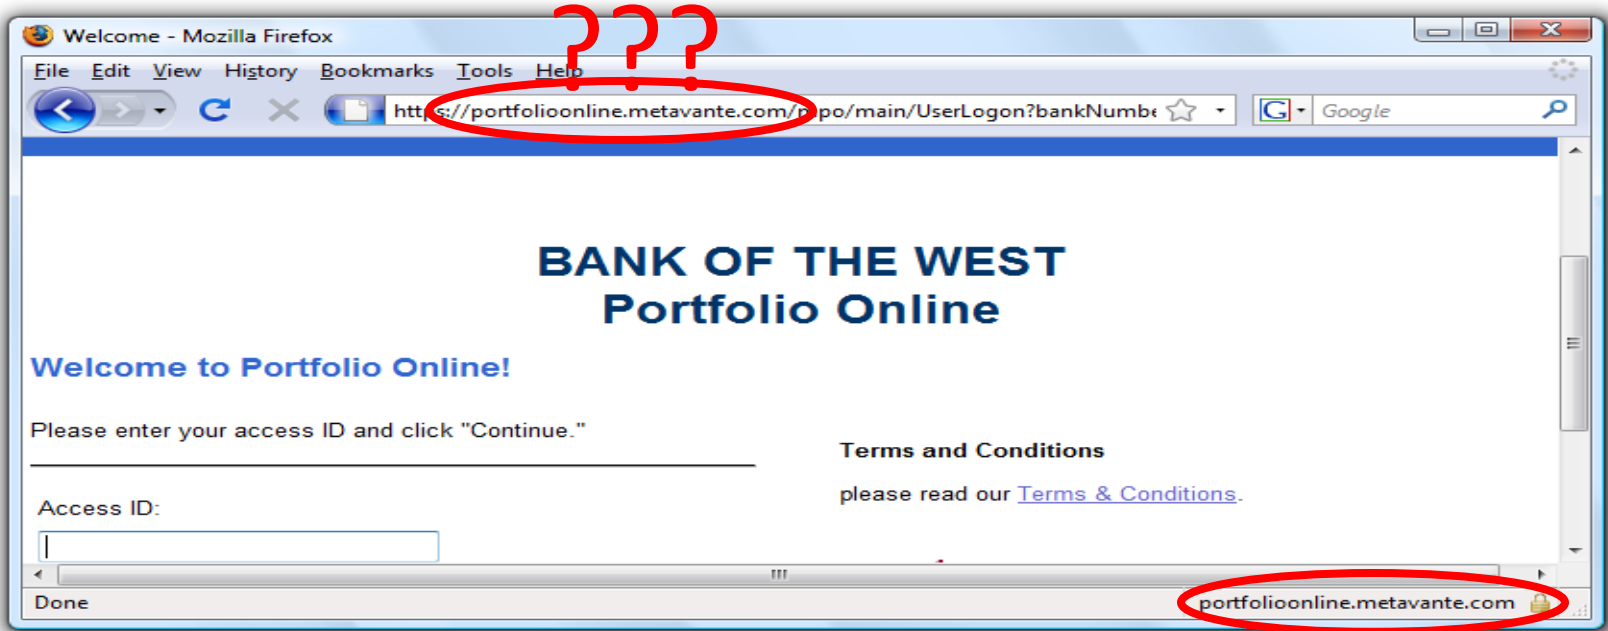 ???
Welcome - Mozilla Firefox
File Edit View History Bookmarks Tools Help
https://portfolioonline.metavante.com/ /main/UserLogon?bankNumbe G Google
BANK OF THE WEST
Portfolio Online
Welcome to Portfolio Online!
Please enter your access ID and click "Continue."
Terms and Conditions
please read our Terms & Conditions.
Access ID:
Done portfolioonline.metavante.com